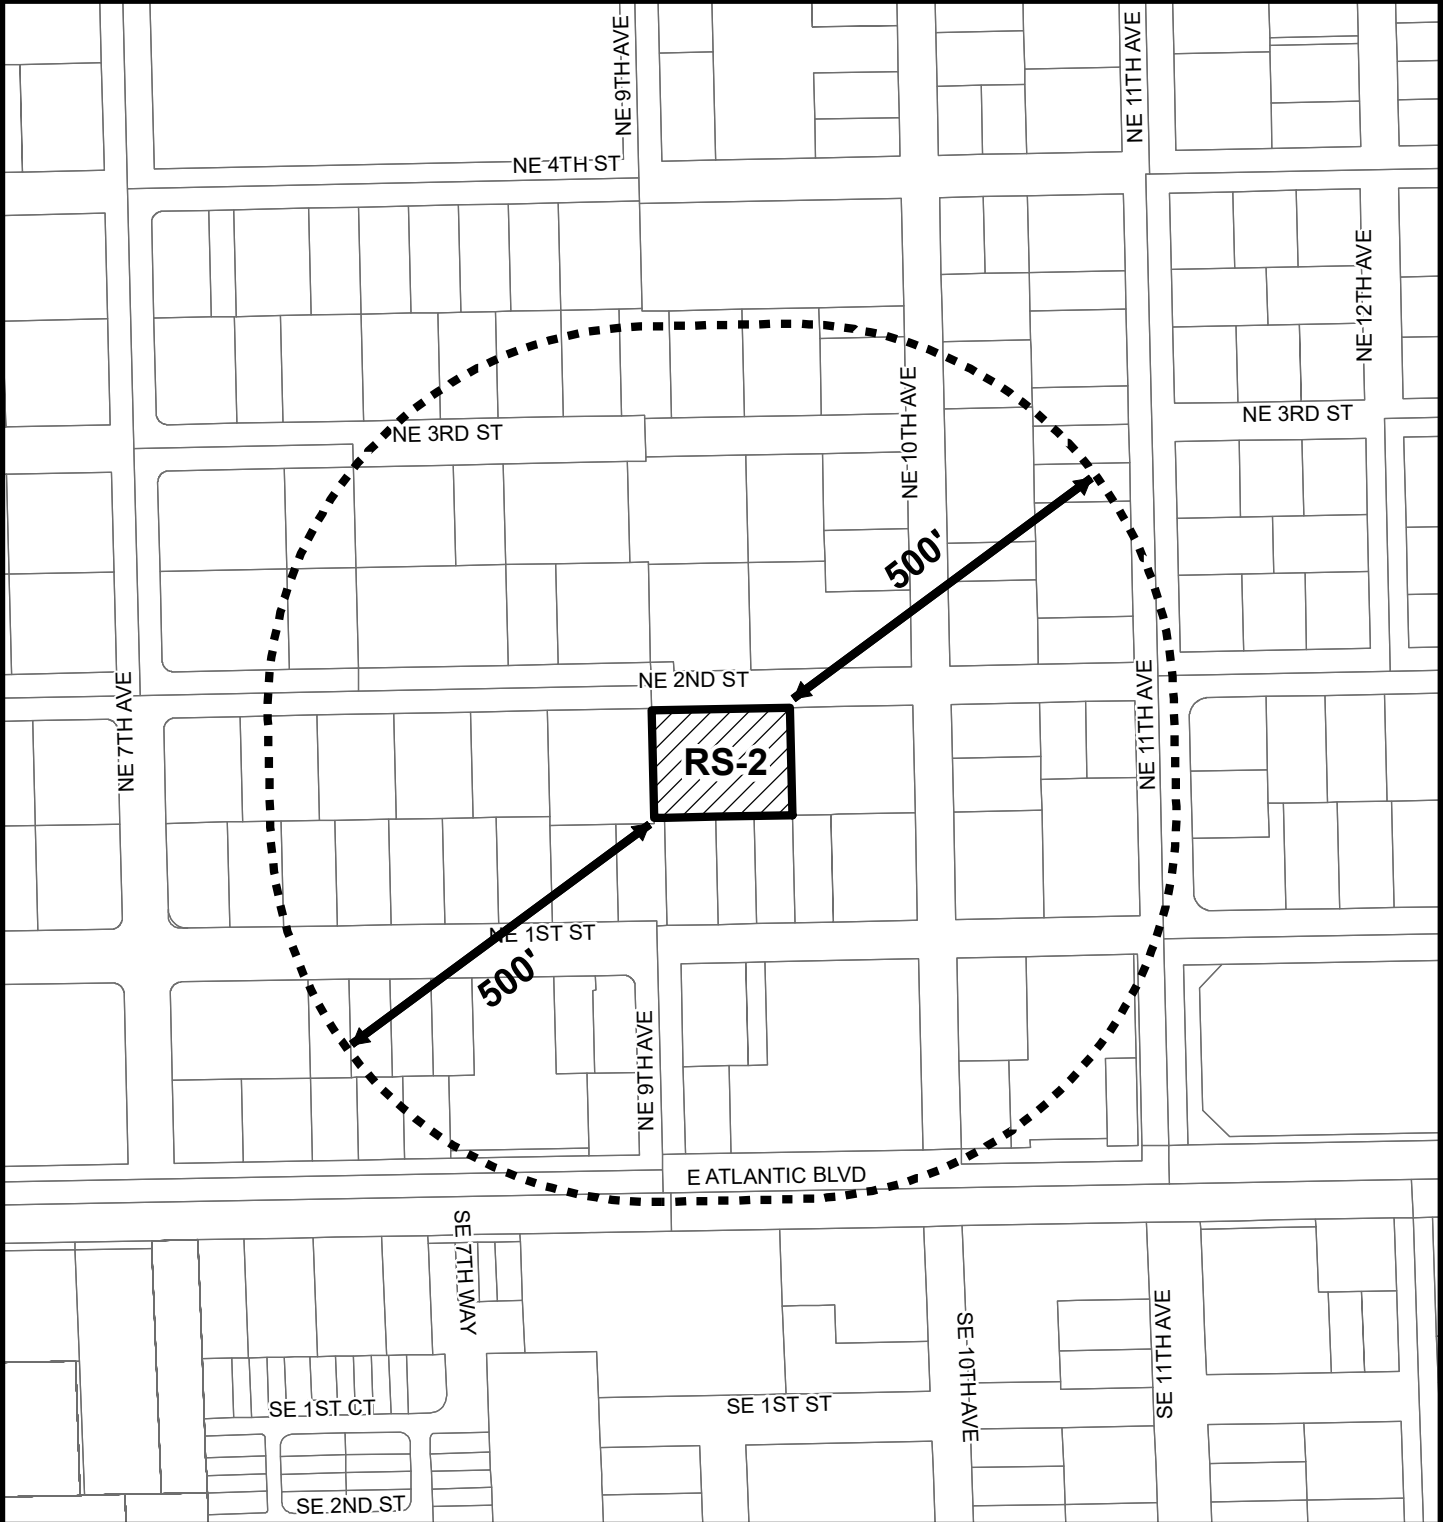 NE 9TH AVE
NE 11TH AVE
NE 4TH ST
NE 12TH AVE
NE 3RD ST
NE 10TH AVE
NE 3RD ST
500'
NE 2ND ST
NE 7TH AVE
NE 11TH AVE
RS-2
NE 1ST ST
500'
NE 9TH AVE
E ATLANTIC BLVD
SE 7TH WAY
SE 10TH AVE
SE 11TH AVE
SE 1ST CT
SE 1ST ST
SE 2ND ST